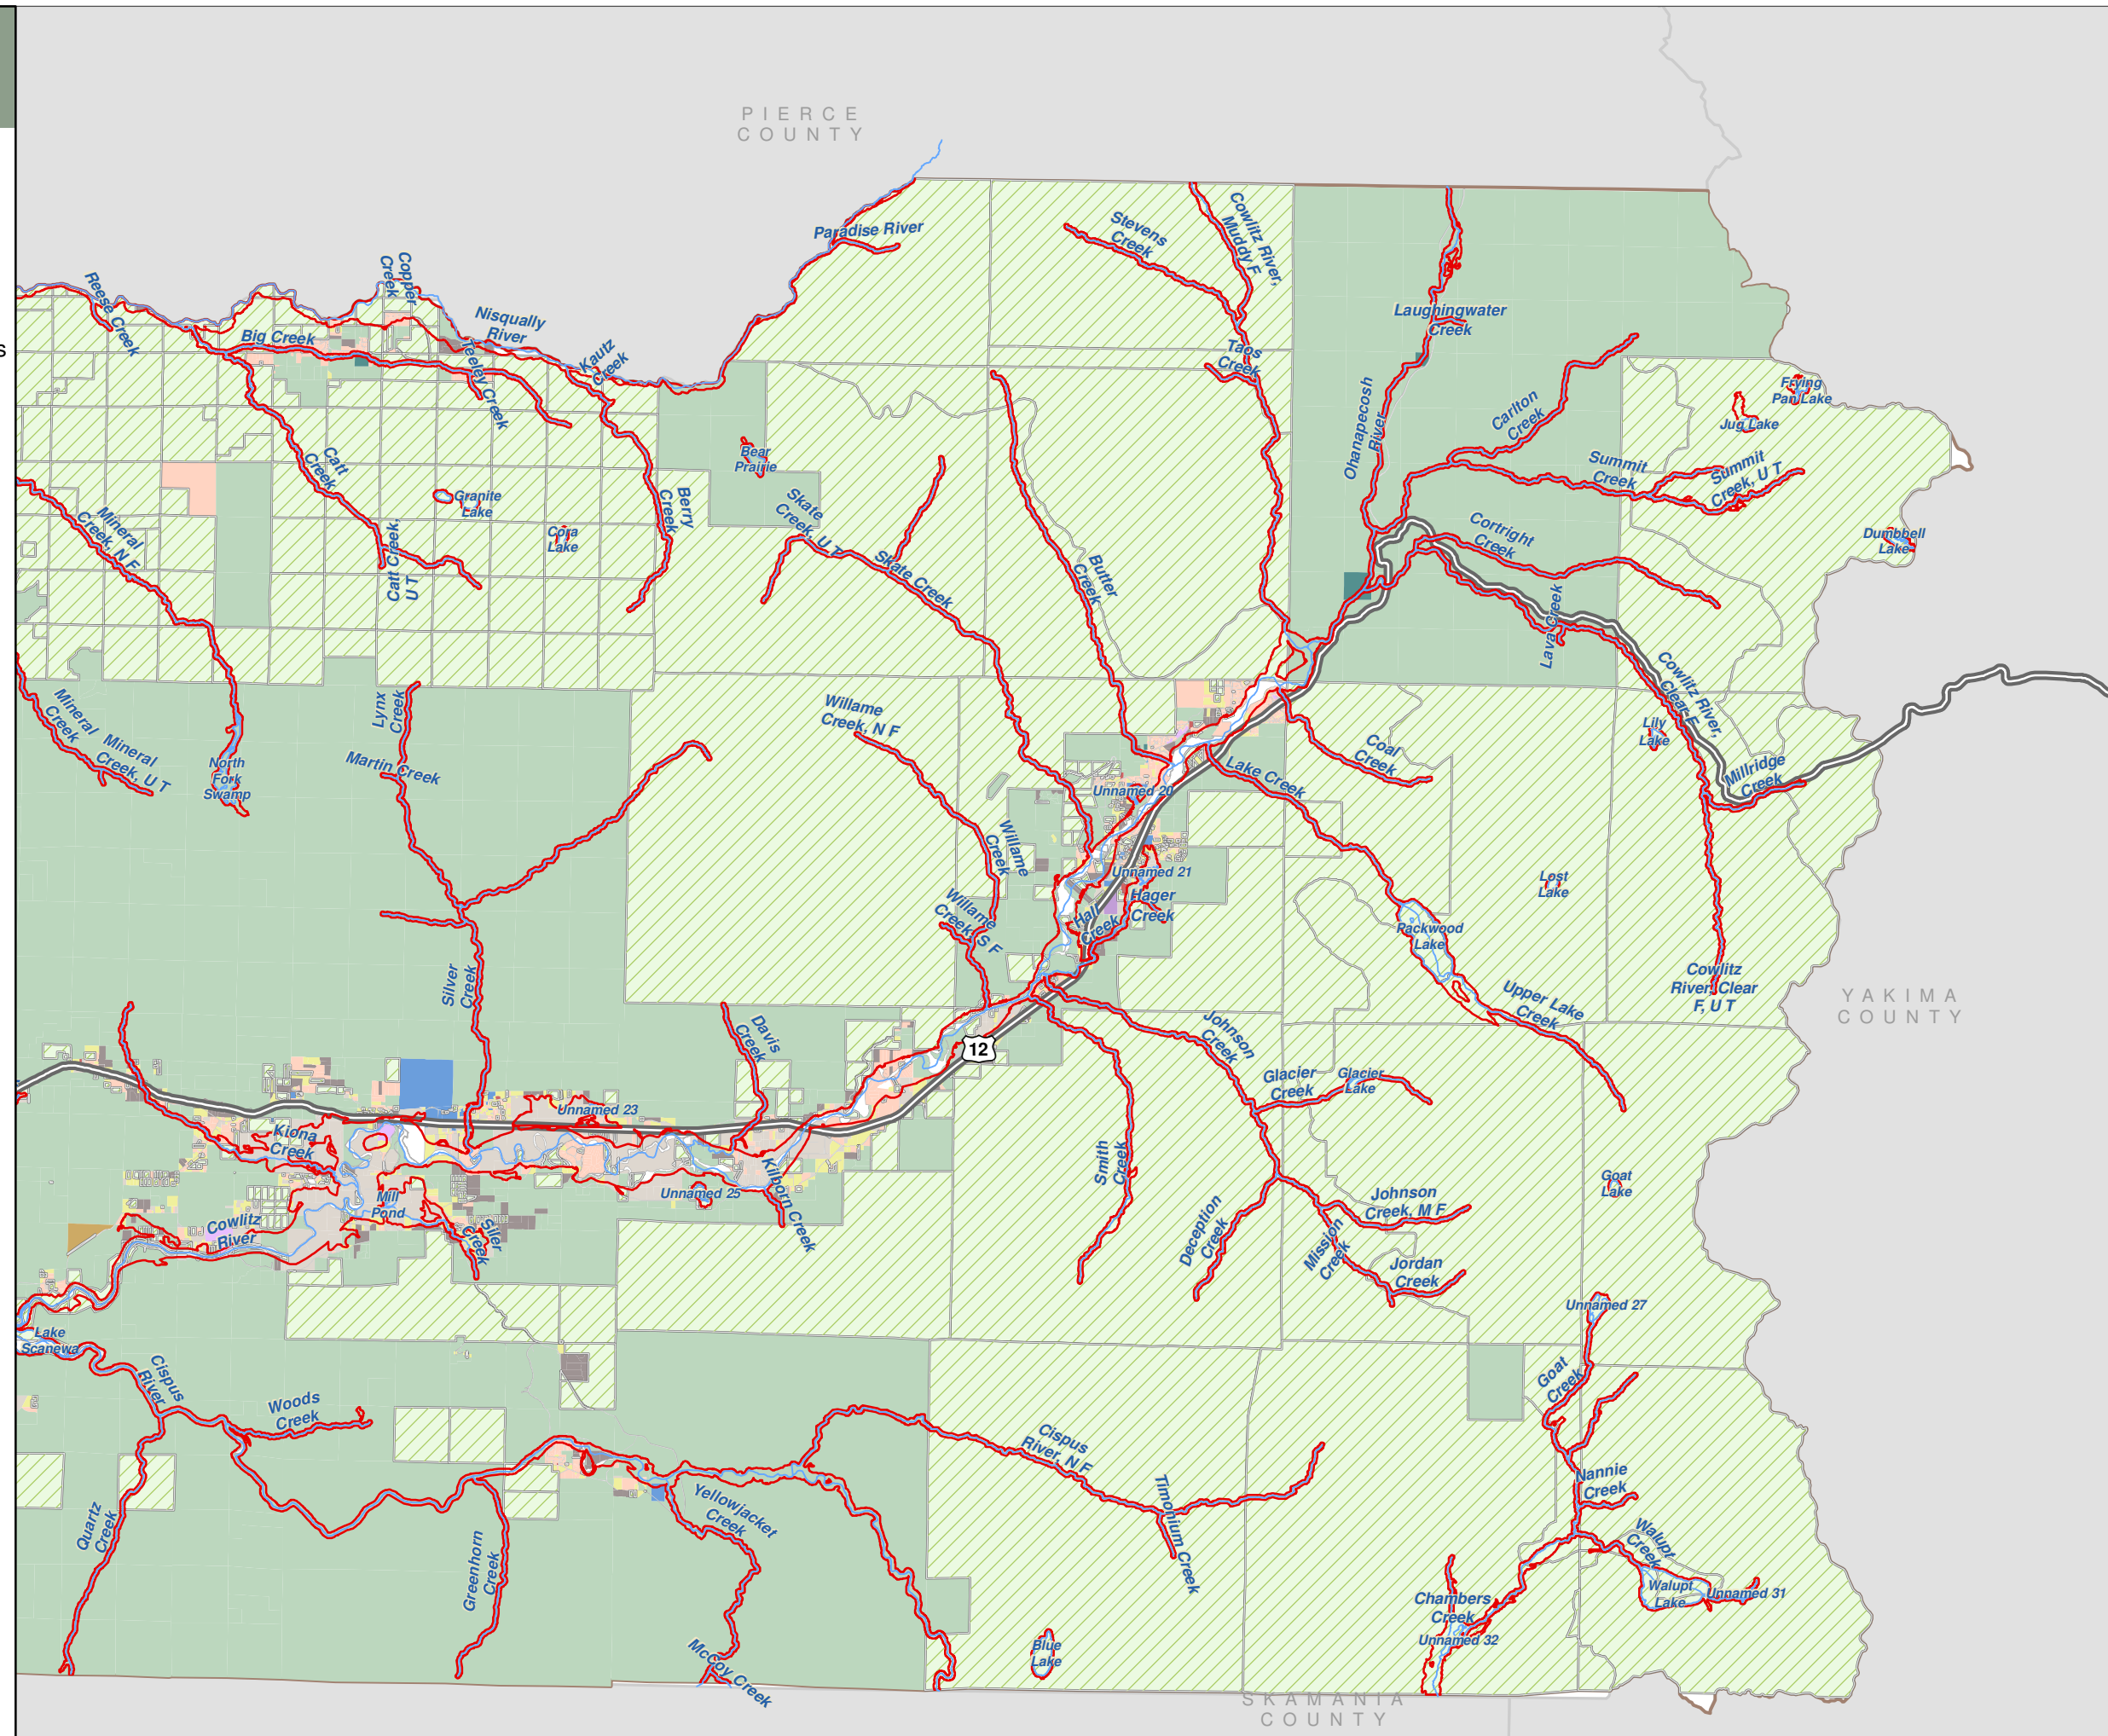 s
PIERCE
COUNTY
Paradise River
Stevens
Creek
Cowlitz River,
Muddy F
Copper
Creek
Reese Creek
Nisqually
River
Big Creek
Teeley Creek
Kautz
Creek
Laughingwater
Creek
Taos
Creek
Ohanapecosh
River
Carlton
Creek
Frying
Pan Lake
Jug Lake
Catt
Creek
Granite
Lake
Bear
Prairie
Berry
Creek
Summit
Creek
Summit
Creek, U T
Mineral
Creek, N F
Catt Creek,
U T
Cora
Lake
Skate
Creek, U T
Skate Creek
Butter
Creek
Cortright
Creek
Dumbbell
Lake
Lava Creek
Mineral
Creek
Mineral
Creek, U T
North
Fork
Swamp
Lynx
Creek
Martin Creek
Willame
Creek, N F
Cowlitz River,
Clear F
Lily
Lake
Coal
Creek
Lake Creek
Millridge
Creek
Unnamed 20
Willame
Creek
Unnamed 21
Hager
Creek
Hall
Creek
Willame
Creek, S F
Lost
Lake
Packwood
Lake
Silver
Creek
Cowlitz
River, Clear
F, U T
YAKIMA
COUNTY
Upper Lake
Creek
Davis
Creek
12
Johnson
Creek
Glacier
Creek
Glacier
Lake
Unnamed 23
Kiona
Creek
Smith
Creek
Unnamed 25
Kilborn Creek
Mill
Pond
Siler
Creek
Cowlitz
River
Goat
Lake
Johnson
Creek, M F
Deception
Creek
Mission
Creek
Jordan
Creek
Unnamed 27
Lake
Scanewa
Cispus
River
Woods
Creek
Goat
Creek
Cispus
River, N F
Nannie
Creek
Quartz
Creek
Yellowjacket
Creek
Timonium Creek
Greenhorn
Creek
Walupt
Creek
Walupt
Lake
Unnamed 31
Chambers
Creek
Unnamed 32
Blue
Lake
McCoy Creek
SKAMANIA
COUNTY